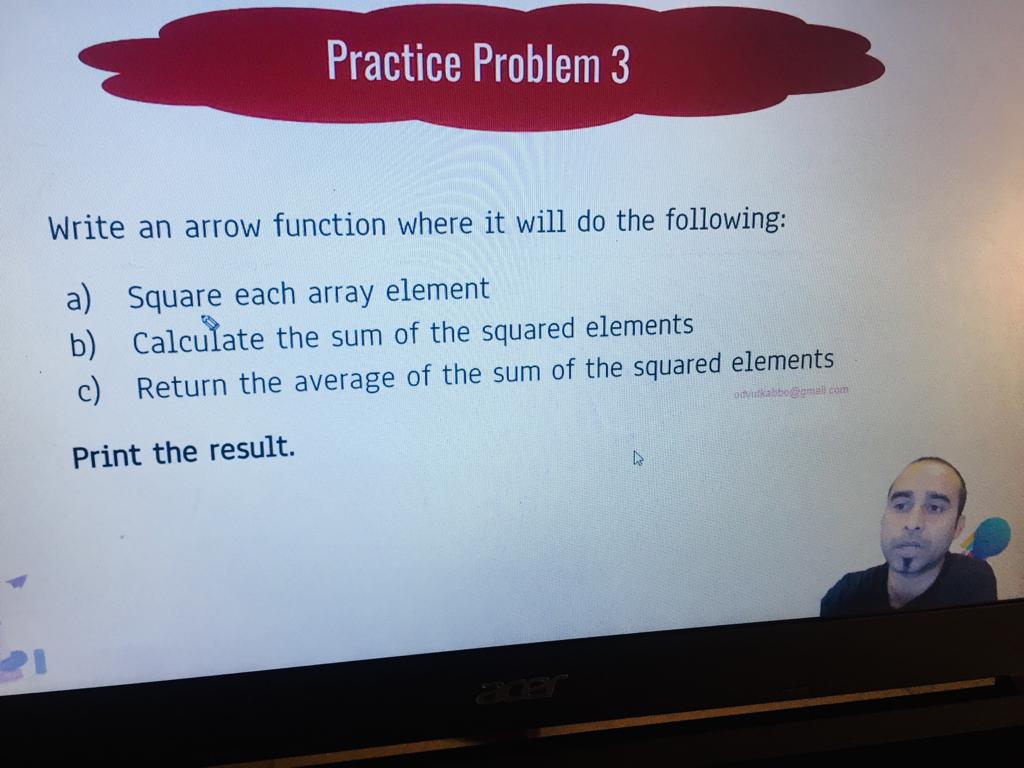 Practice Problem 3
Write an arrow function where it will do the following:
a) Square each array element
b) Calculate the sum of the squared elements
c) Return the average of the sum of the squared elements
odvutkabbo@gmail.com
Print the result.
acer